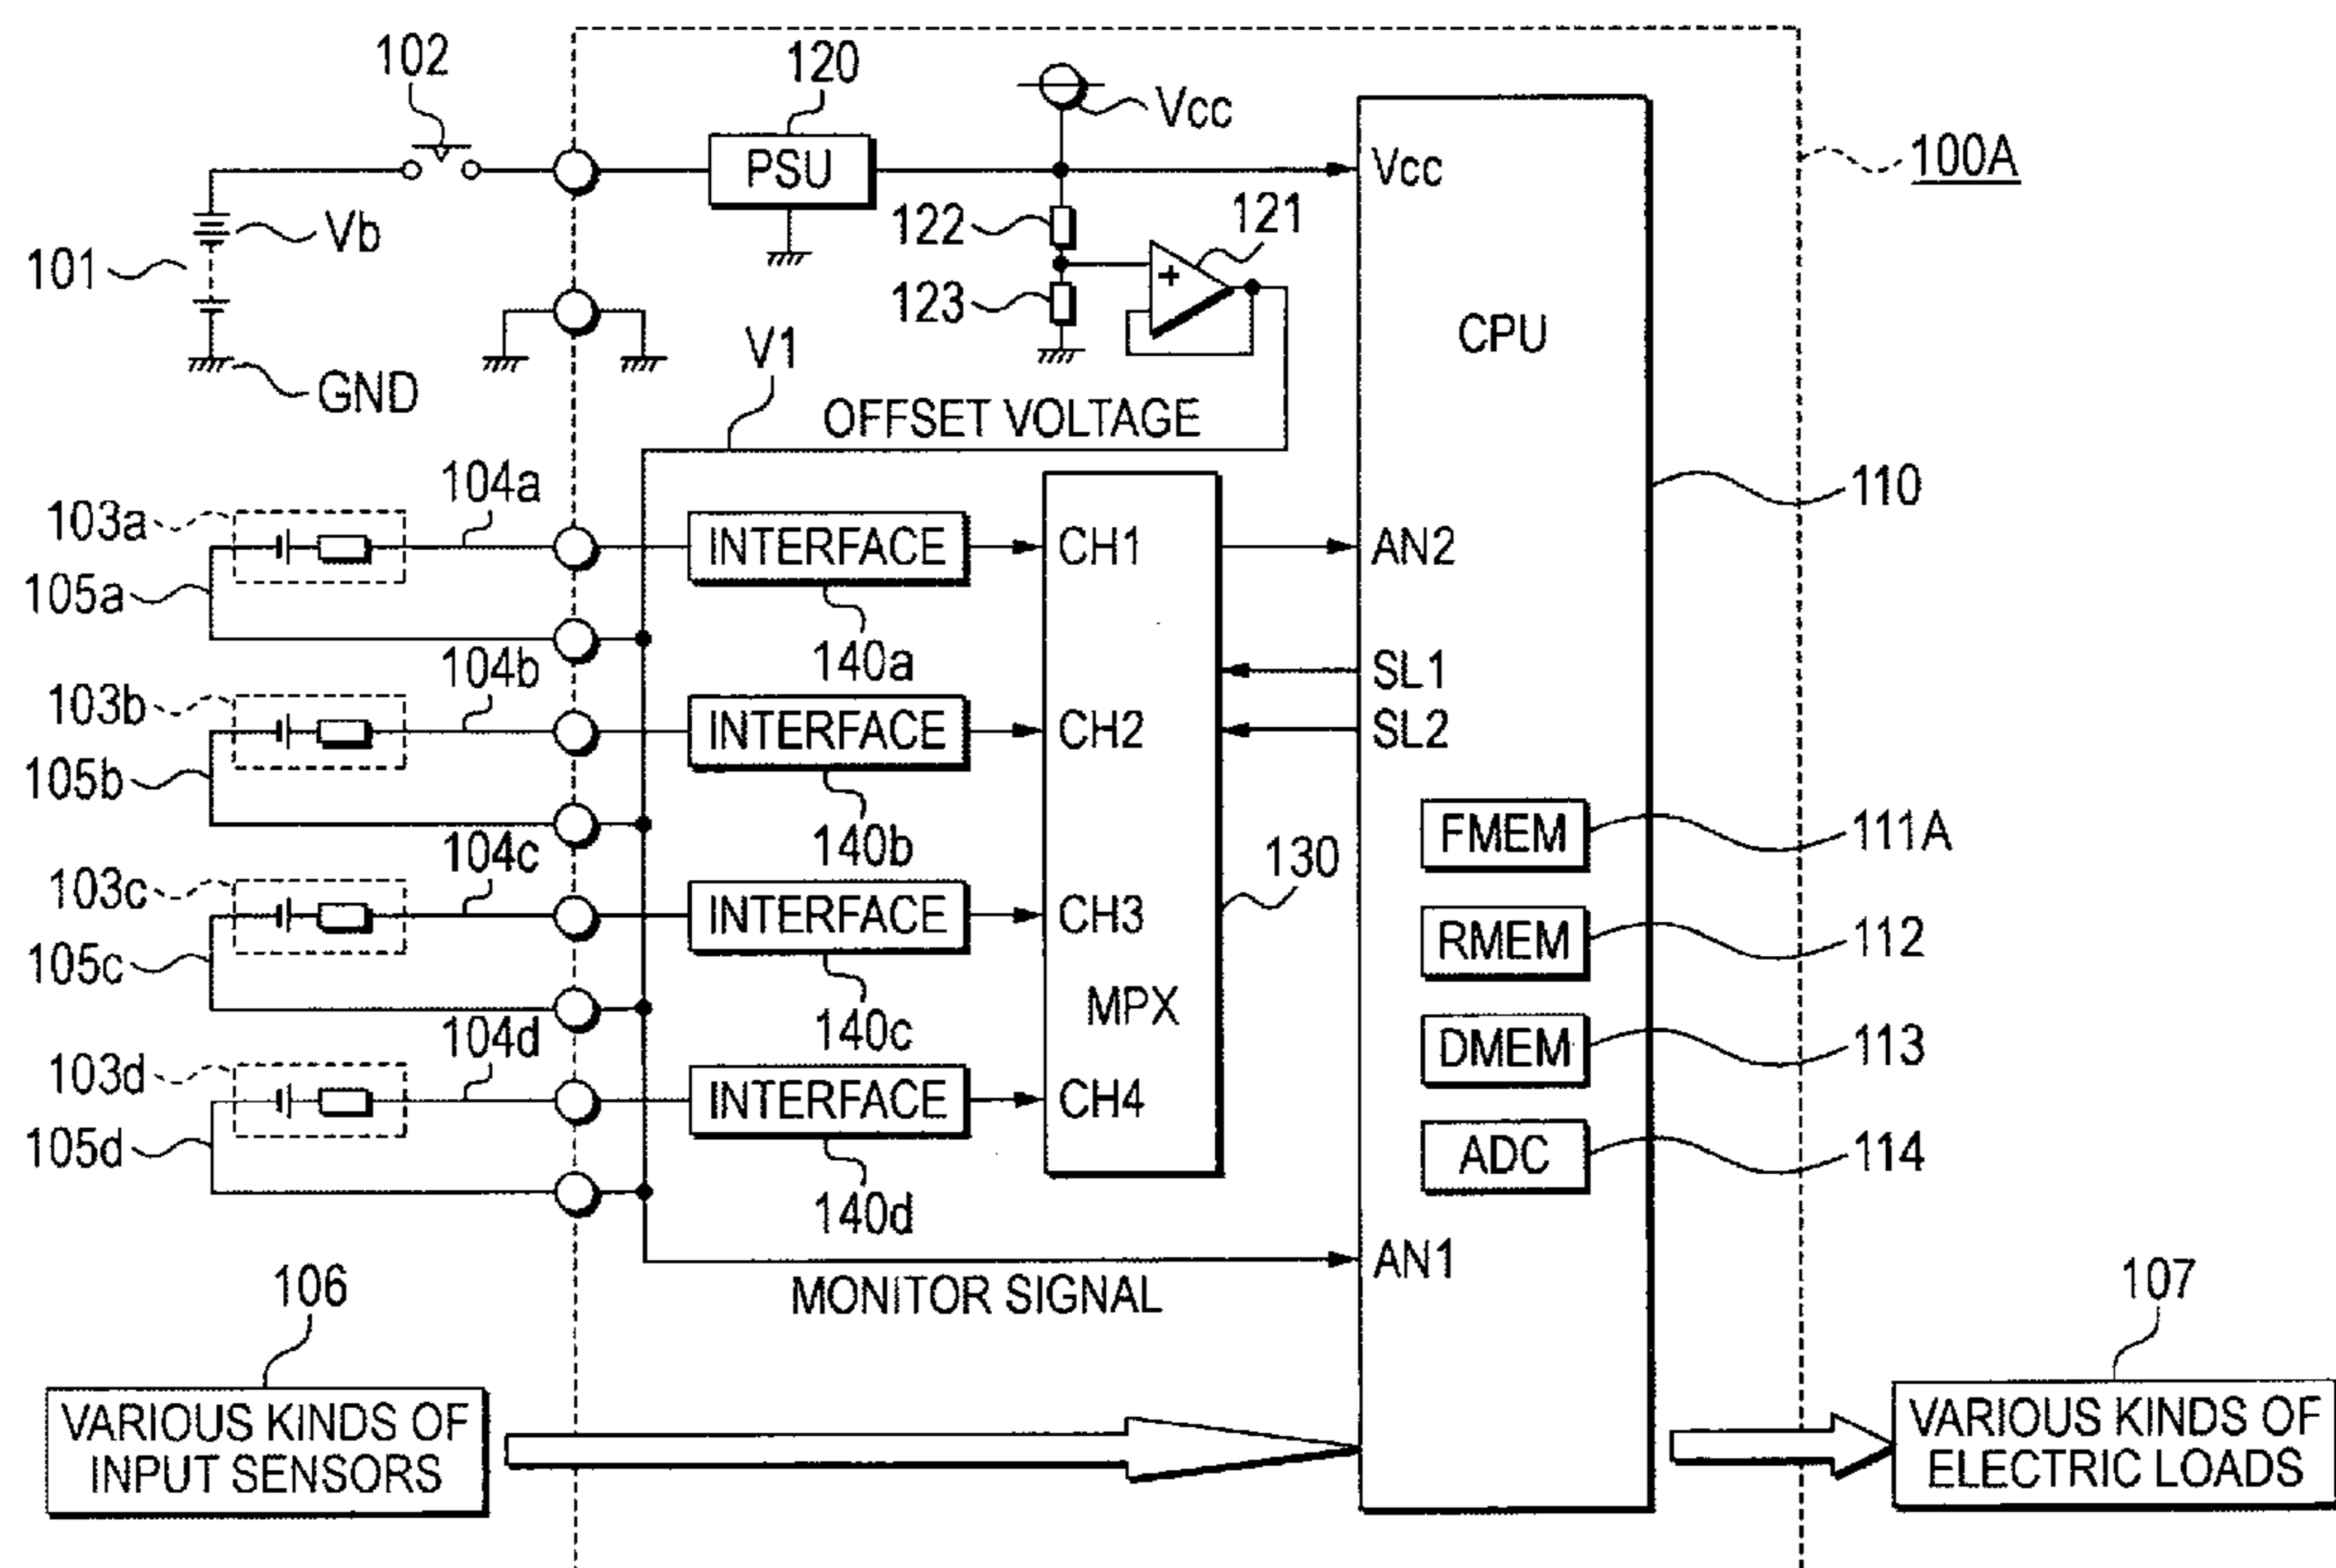 102
120
Vcc
PSU
Vcc
100A
122
121
Vb
101
123
CPU
V1
GND
OFFSET VOLTAGE
104a
110
103a
INTERFACE
CH1
AN2
105a
140a
104b
SL1
103b
SL2
INTERFACE
CH2
105b
FMEM
111A
140b
104c
130
103c
INTERFACE
CH3
RMEM
112
105c
MPX
140c
104d
DMEM
113
103d
INTERFACE
CH4
105d
ADC
114
140d
AN1
MONITOR SIGNAL
106
107
VARIOUS KINDS OF
INPUT SENSORS
VARIOUS KINDS OF
ELECTRIC LOADS
+